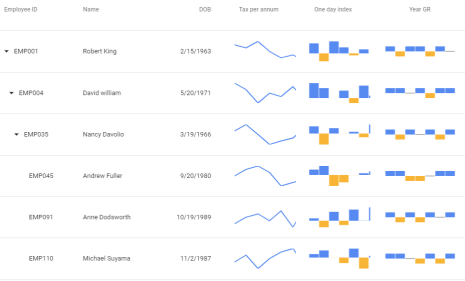 Employee ID Name DOB Tax per annum One day index Year GR
EMP001 Robert King 2/15/1963
EMP004 David william 5/20/1971
EMP035 Nancy Davolio 3/19/1966
EMP045 Andrew Fuller 9/20/1980
EMP091 Anne Dodsworth 10/19/1989
EMP110 Michael Suyama 11/2/1987